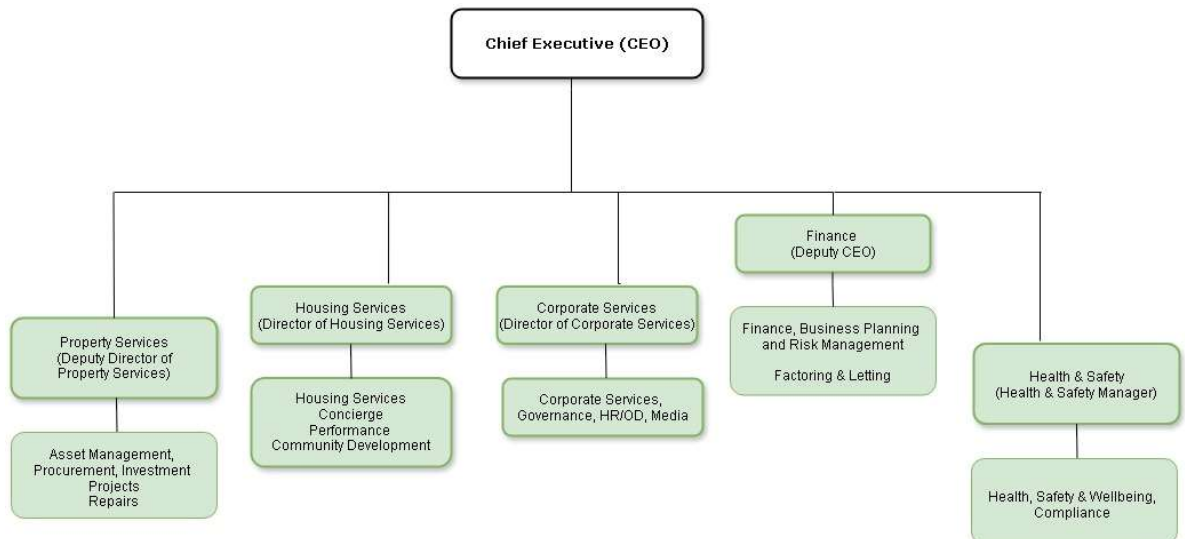 Chief Executive (CEO)
Finance
(Deputy CEO)
Housing Services
(Director of Housing Services)
Corporate Services
(Director of Corporate Services)
Property Services
(Deputy Director of
Property Services)
Finance, Business Planning
and Risk Management
Factoring & Letting
Health & Safety
(Health & Safety Manager)
Housing Services
Concierge
Performance
Community Development
Corporate Services,
Governance, HR/OD, Media
Asset Management,
Procurement, Investment
Projects
Repairs
Health, Safety & Wellbeing,
Compliance